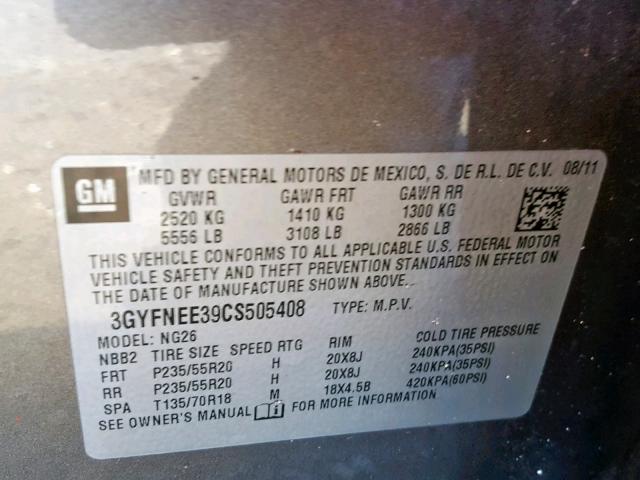 GM
MFD BY GENERAL MOTORS DE MEXICO, S. DE R.L. DE C.V. 08/11
GVWR GAWR FRT GAWR RR
2520 KG 1410 KG 1300 KG
5556 LB 3108 LB 2866 LB
THIS VEHICLE CONFORMS TO ALL APPLICABLE U.S. FEDERAL MOTOR
VEHICLE SAFETY AND THEFT PREVENTION STANDARDS IN EFFECT ON
THE DATE OF MANUFACTURE SHOWN ABOVE.
3GYFNEE39CS505408 TYPE: M.P.V.
MODEL: NG26
NBB2 TIRE SIZE SPEED RTG RIM COLD TIRE PRESSURE
FRT P235/55R20 H 20X8J 240KPA(35PSI)
RR P235/55R20 H 20X8J 240KPA(35PSI)
SPA T135/70R18 M 18X4.5B 420KPA(60PSI)
SEE OWNER'S MANUAL FOR MORE INFORMATION